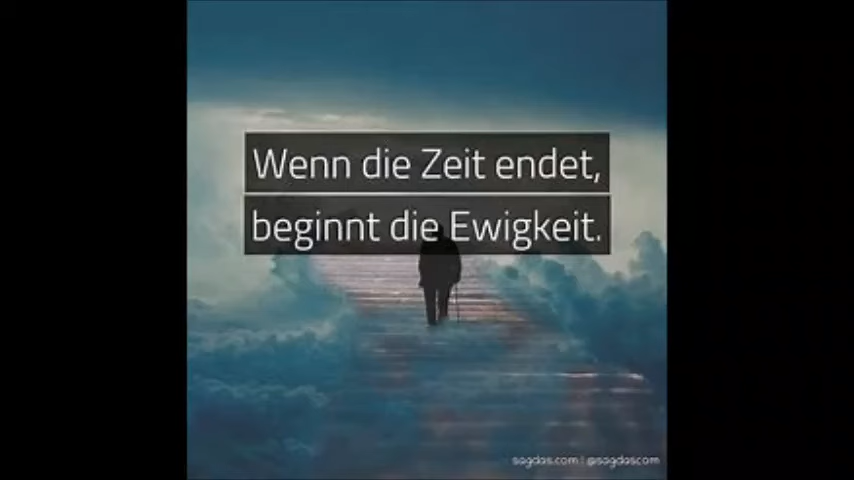 Wenn die Zeit endet,
beginnt die Ewigkeit.
sagdas.com | @sagdascom